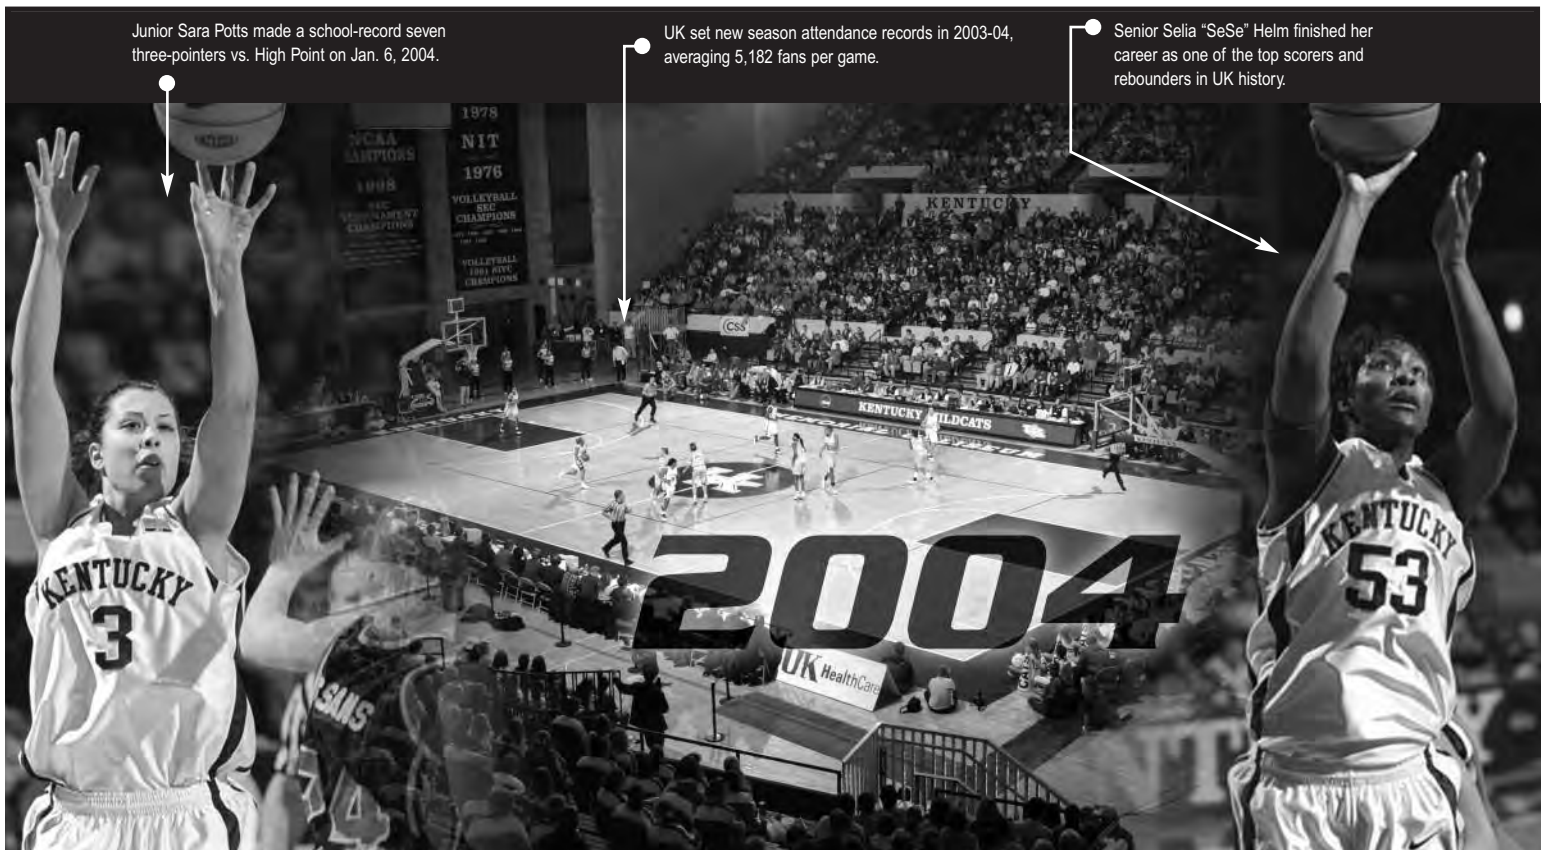 Junior Sara Potts made a school-record seven
three-pointers vs. High Point on Jan. 6, 2004.
UK set new season attendance records in 2003-04,
averaging 5,182 fans per game.
Senior Selia “SeSe” Helm finished her
career as one of the top scorers and
rebounders in UK history.
NCAA
CHAMPIONS
1998
SEC
TOURNAMENT
CHAMPIONS
1978
NIT
1976
VOLLEYBALL
SEC
CHAMPIONS
VOLLEYBALL
CHAMPIONS
KENTUCKY
CSS
KENTUCKY WILDCATS
KENTUCKY
3
KENTUCKY
53
2004
UK HealthCare